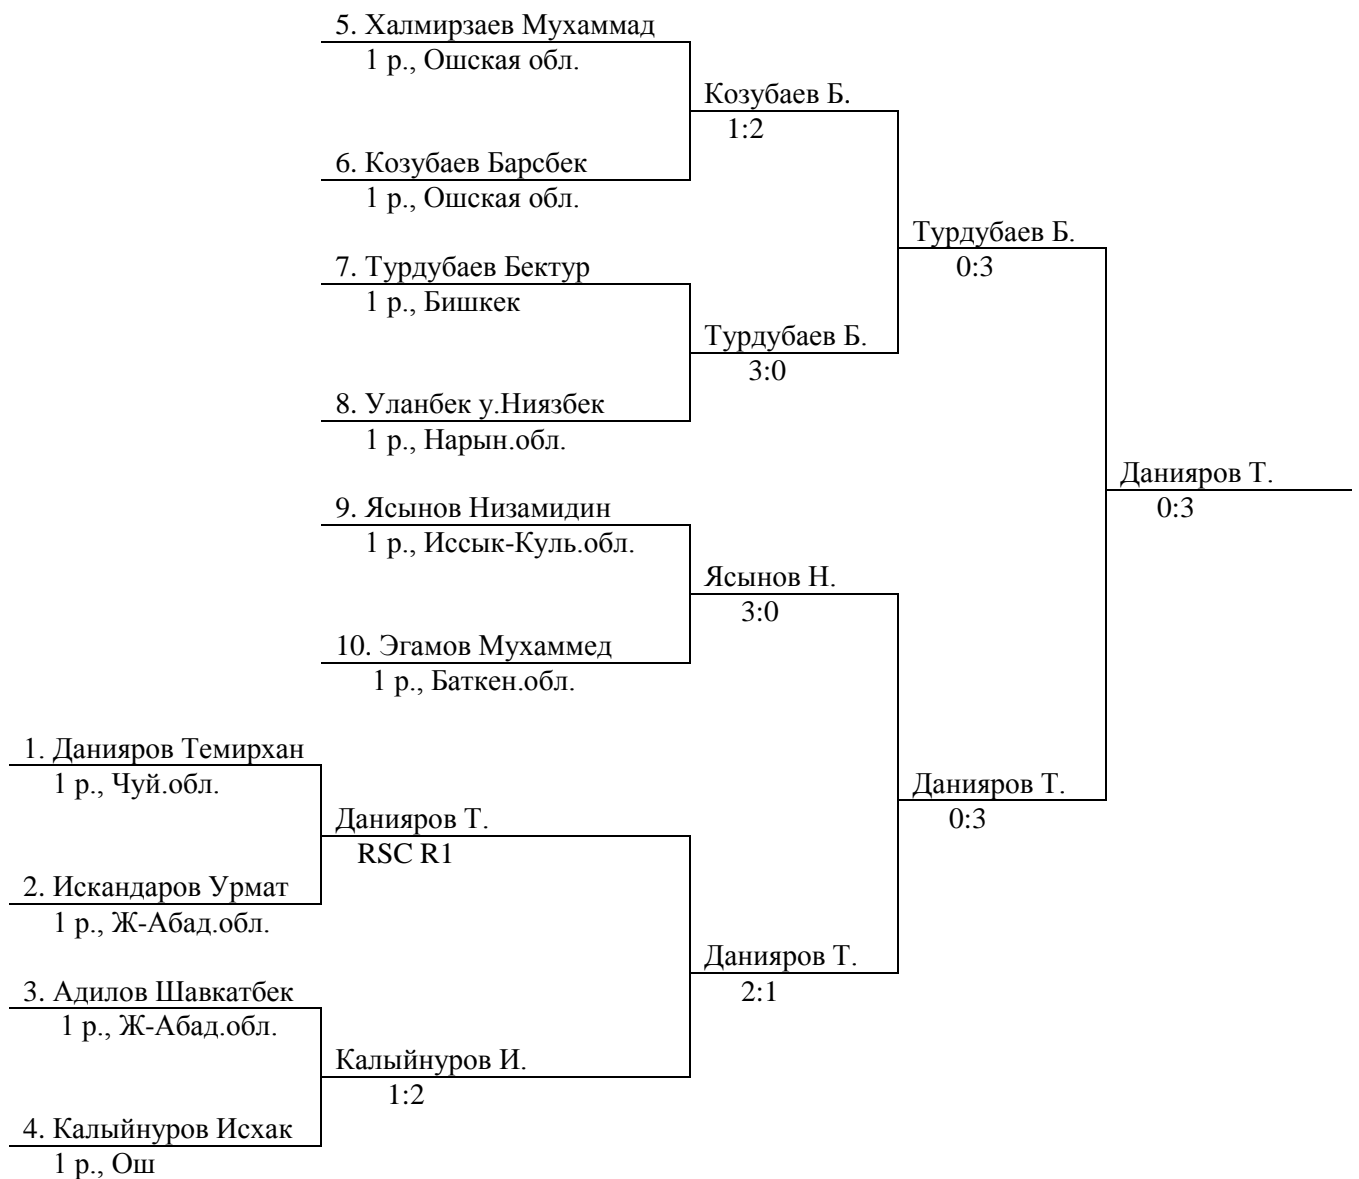 5. Халмирзаев Мухаммад
1 р., Ошская обл.
Козубаев Б.
1:2
6. Козубаев Барсбек
1 р., Ошская обл.
Турдубаев Б.
0:3
7. Турдубаев Бектур
1 р., Бишкек
Турдубаев Б.
3:0
8. Уланбек у.Ниязбек
1 р., Нарын.обл.
Данияров Т.
0:3
9. Ясынов Низамидин
1 р., Иссык-Куль.обл.
Ясынов Н.
3:0
10. Эгамов Мухаммед
1 р., Баткен.обл.
1. Данияров Темирхан
1 р., Чуй.обл.
Данияров Т.
0:3
Данияров Т.
RSC R1
2. Искандаров Урмат
1 р., Ж-Абад.обл.
Данияров Т.
2:1
3. Адилов Шавкатбек
1 р., Ж-Абад.обл.
Калыйнуров И.
1:2
4. Калыйнуров Исхак
1 р., Ош